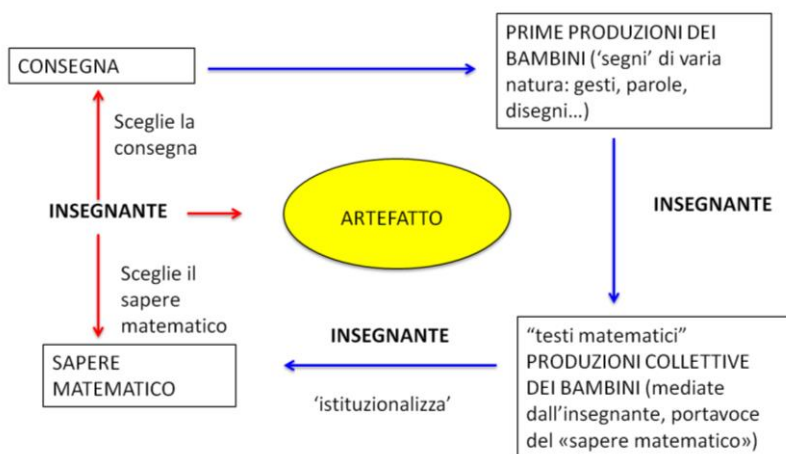 CONSEGNA
PRIME PRODUZIONI DEI
BAMBINI (‘segni’ di varia
natura: gesti, parole,
disegni…)
Sceglie la
consegna
INSEGNANTE
ARTEFATTO
INSEGNANTE
Sceglie il
sapere
matematico
INSEGNANTE
SAPERE
MATEMATICO
‘istituzionalizza’
“testi matematici”
PRODUZIONI COLLETTIVE
DEI BAMBINI (mediate
dall’insegnante, portavoce
del «sapere matematico»)